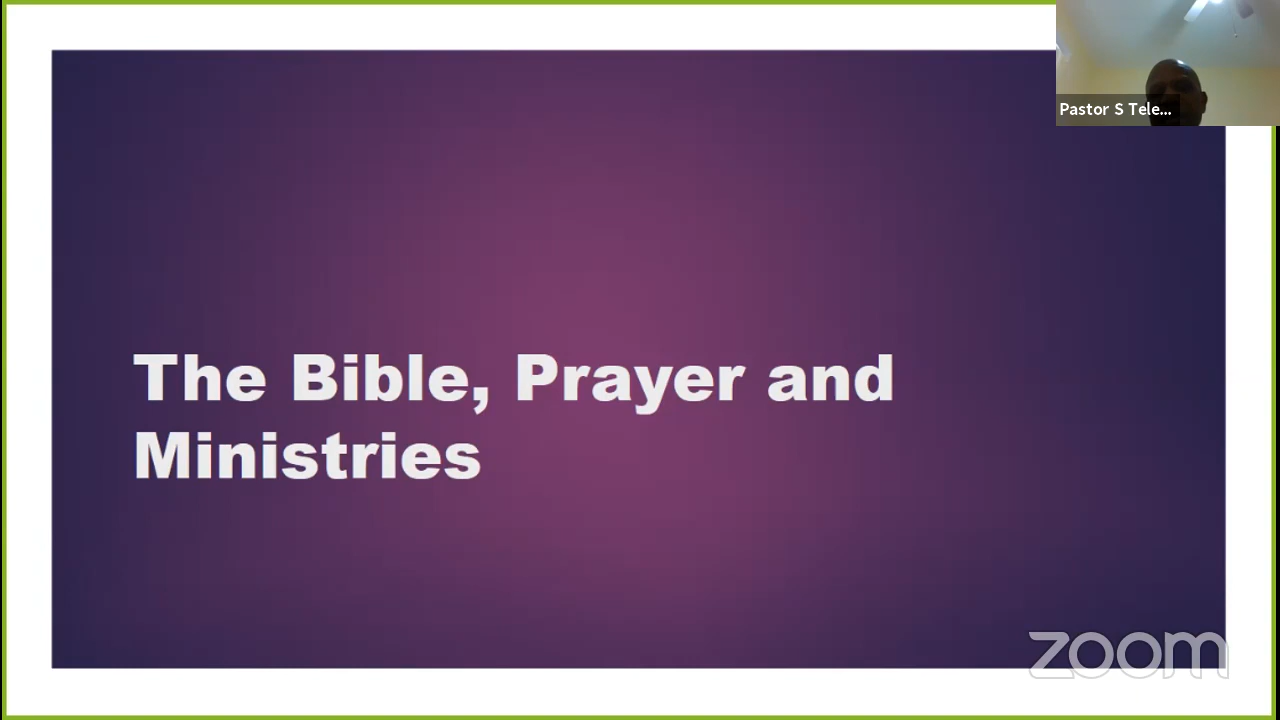 Pastor S Tele...
The Bible, Prayer and
Ministries
zoom